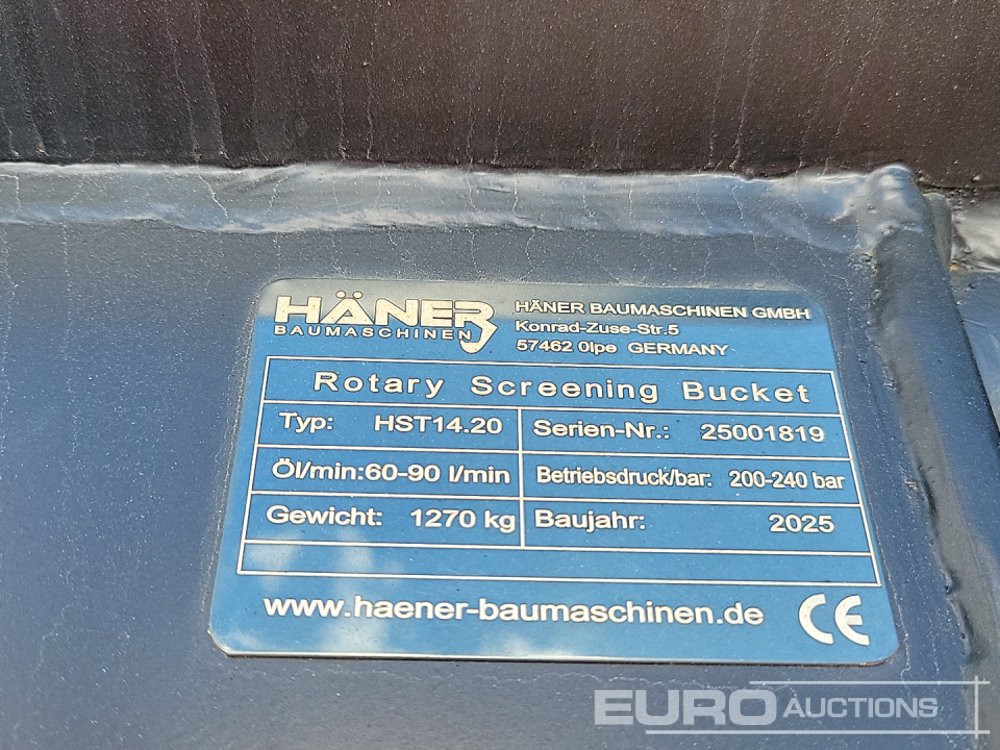 HÄNER
BAUMASCHINEN
HÄNER BAUMASCHINEN GMBH
Konrad-Zuse-Str.5
57462 Olpe GERMANY
Rotary Screening Bucket
Typ: HST14.20
Serien-Nr.: 25001819
Öl/min:60-90 l/min
Betriebsdruck/bar: 200-240 bar
Gewicht: 1270 kg
Baujahr: 2025
www.haener-baumaschinen.de
CE
EURO AUCTIONS